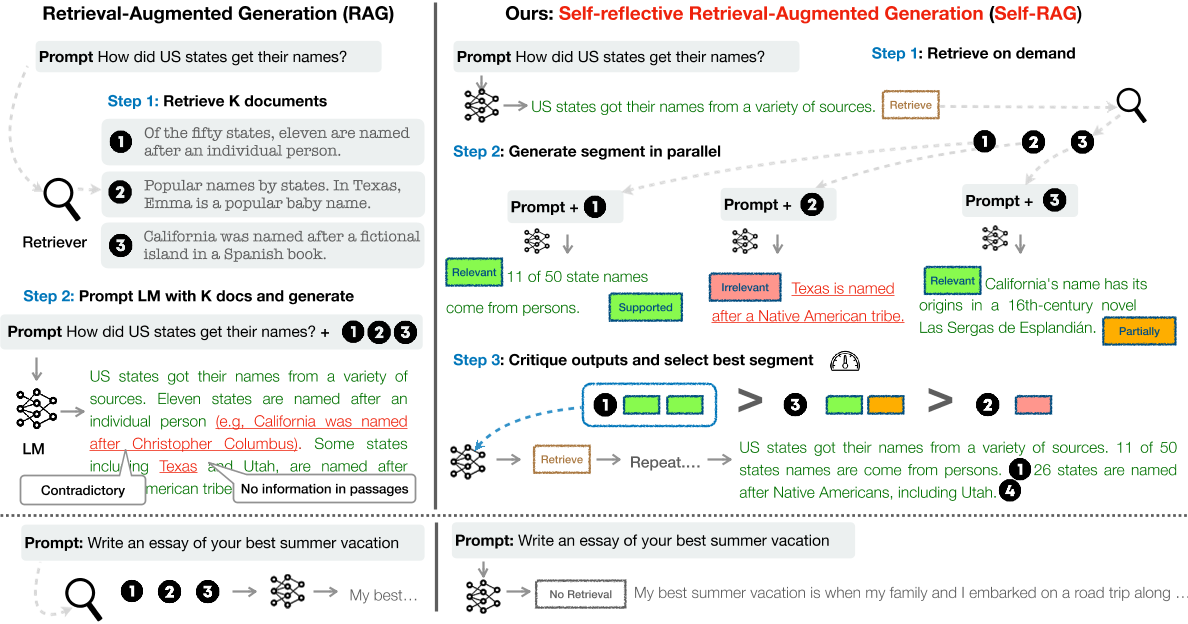 Retrieval-Augmented Generation (RAG)
Prompt How did US states get their names?
Step 1: Retrieve K documents
1 Of the fifty states, eleven are named
after an individual person.
2 Popular names by states. In Texas,
Emma is a popular baby name.
3 California was named after a fictional
island in a Spanish book.
Retriever
Step 2: Prompt LM with K docs and generate
Prompt How did US states get their names? + 1 2 3
LM
US states got their names from a variety of
sources. Eleven states are named after an
individual person (e.g, California was named
after Christopher Columbus). Some states
including Texas and Utah, are named after
merican tribe
Contradictory
No information in passages
Prompt: Write an essay of your best summer vacation
1 2 3
My best...
Ours: Self-reflective Retrieval-Augmented Generation (Self-RAG)
Prompt How did US states get their names?
Step 1: Retrieve on demand
US states got their names from a variety of sources. Retrieve
1 2 3
Step 2: Generate segment in parallel
Prompt + 1
Relevant 11 of 50 state names
come from persons. Supported
Prompt + 2
Irrelevant Texas is named
after a Native American tribe.
Prompt + 3
Relevant California's name has its
origins in a 16th-century novel
Las Sergas de Esplandián. Partially
Step 3: Critique outputs and select best segment
1 > 3 > 2
Retrieve Repeat....
US states got their names from a variety of sources. 11 of 50
states names are come from persons. 1 26 states are named
after Native Americans, including Utah. 4
Prompt: Write an essay of your best summer vacation
No Retrieval My best summer vacation is when my family and I embarked on a road trip along ...